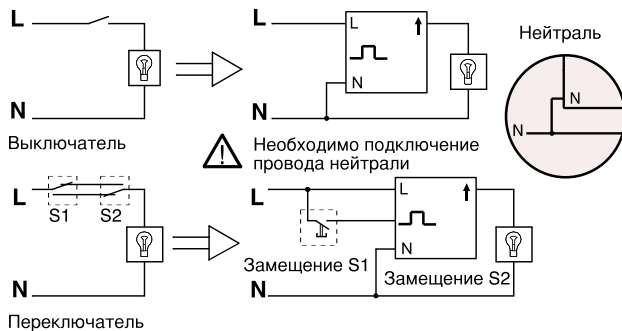 L
N
Выключатель
L
L
N
N
Необходимо подключение
провода нейтрали
Нейтраль
N
N
L
S1
S2
N
Переключатель
L
L
N
Замещение S1
Замещение S2
N